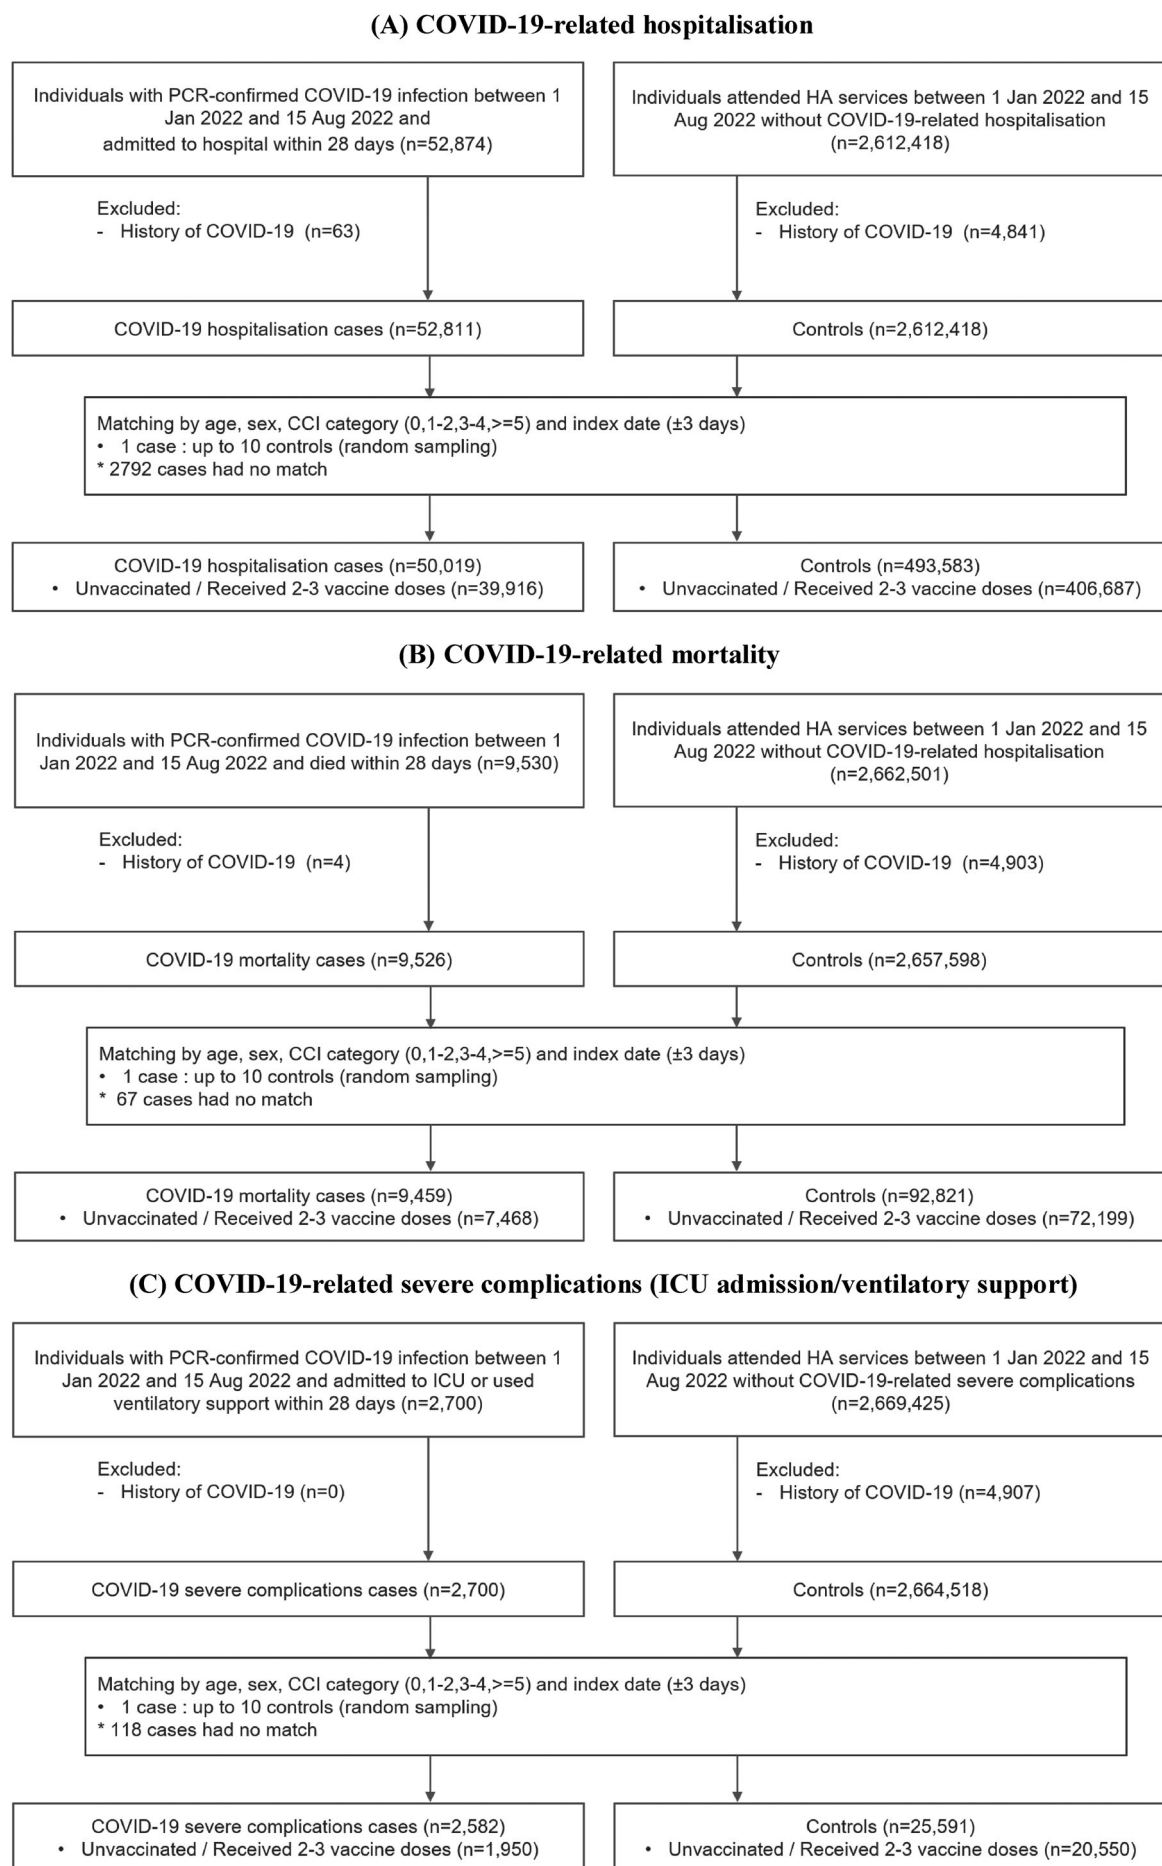 (A) COVID-19-related hospitalisation
Individuals with PCR-confirmed COVID-19 infection between 1
Jan 2022 and 15 Aug 2022 and
admitted to hospital within 28 days (n=52,874)
Individuals attended HA services between 1 Jan 2022 and 15
Aug 2022 without COVID-19-related hospitalisation
(n=2,612,418)
Excluded:
- History of COVID-19 (n=63)
Excluded:
- History of COVID-19 (n=4,841)
COVID-19 hospitalisation cases (n=52,811)
Controls (n=2,612,418)
Matching by age, sex, CCI category (0,1-2,3-4,>=5) and index date (±3 days)
• 1 case : up to 10 controls (random sampling)
* 2792 cases had no match
COVID-19 hospitalisation cases (n=50,019)
• Unvaccinated / Received 2-3 vaccine doses (n=39,916)
Controls (n=493,583)
• Unvaccinated / Received 2-3 vaccine doses (n=406,687)
(B) COVID-19-related mortality
Individuals with PCR-confirmed COVID-19 infection between 1
Jan 2022 and 15 Aug 2022 and died within 28 days (n=9,530)
Individuals attended HA services between 1 Jan 2022 and 15
Aug 2022 without COVID-19-related hospitalisation
(n=2,662,501)
Excluded:
- History of COVID-19 (n=4)
Excluded:
- History of COVID-19 (n=4,903)
COVID-19 mortality cases (n=9,526)
Controls (n=2,657,598)
Matching by age, sex, CCI category (0,1-2,3-4,>=5) and index date (±3 days)
• 1 case : up to 10 controls (random sampling)
* 67 cases had no match
COVID-19 mortality cases (n=9,459)
• Unvaccinated / Received 2-3 vaccine doses (n=7,468)
Controls (n=92,821)
• Unvaccinated / Received 2-3 vaccine doses (n=72,199)
(C) COVID-19-related severe complications (ICU admission/ventilatory support)
Individuals with PCR-confirmed COVID-19 infection between 1
Jan 2022 and 15 Aug 2022 and admitted to ICU or used
ventilatory support within 28 days (n=2,700)
Individuals attended HA services between 1 Jan 2022 and 15
Aug 2022 without COVID-19-related severe complications
(n=2,669,425)
Excluded:
- History of COVID-19 (n=0)
Excluded:
- History of COVID-19 (n=4,907)
COVID-19 severe complications cases (n=2,700)
Controls (n=2,664,518)
Matching by age, sex, CCI category (0,1-2,3-4,>=5) and index date (±3 days)
• 1 case : up to 10 controls (random sampling)
* 118 cases had no match
COVID-19 severe complications cases (n=2,582)
• Unvaccinated / Received 2-3 vaccine doses (n=1,950)
Controls (n=25,591)
• Unvaccinated / Received 2-3 vaccine doses (n=20,550)